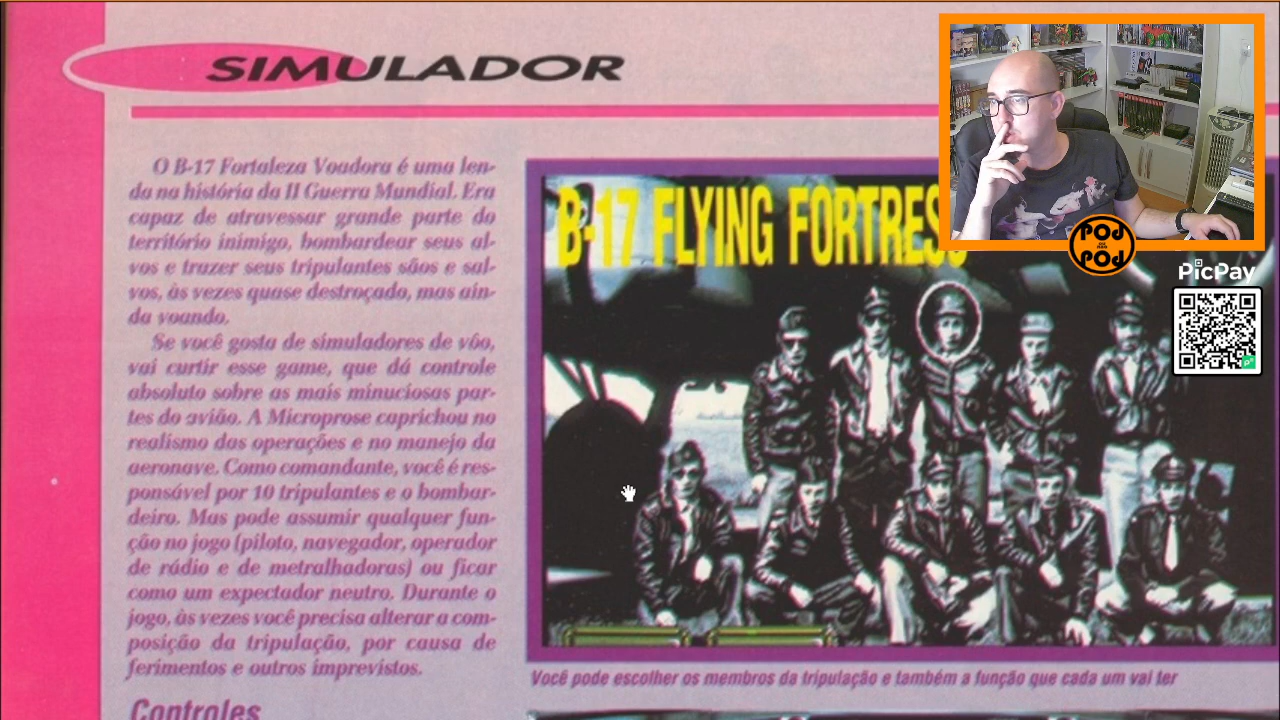 SIMULADOR
O B-17 Fortaleza Voadora é uma len-
da na história da II Guerra Mundial. Era
capaz de atravessar grande parte do
território inimigo, bombardear seus al-
vos e trazer seus tripulantes sãos e sal-
vos, às vezes quase destroçado, mas ain-
da voando.
Se você gosta de simuladores de vôo,
vai curtir esse game, que dá controle
absoluto sobre as mais minuciosas par-
tes do avião. A Microprose caprichou no
realismo das operações e no manejo da
aeronave. Como comandante, você é res-
ponsável por 10 tripulantes e o bombar-
deiro. Mas pode assumir qualquer fun-
ção no jogo (piloto, navegador, operador
de rádio e de metralhadoras) ou ficar
como um expectador neutro. Durante o
jogo, às vezes você precisa alterar a com-
posição da tripulação, por causa de
ferimentos e outros imprevistos.
Controles
B-17 FLYING FORTRESS
Você pode escolher os membros da tripulação e também a função que cada um vai ter
POD
OU NÃO
POD
PicPay